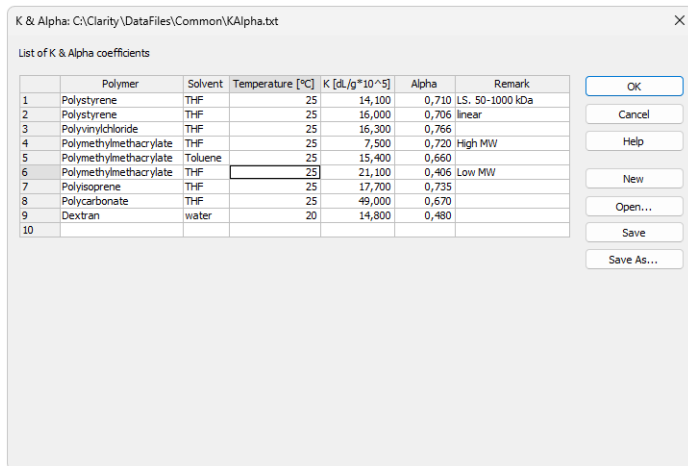 K & Alpha: C:\Clarity\DataFiles\Common\KAlpha.txt
List of K & Alpha coefficients
Polymer Solvent Temperature [°C] K [dL/g*10^5] Alpha Remark
1 Polystyrene THF 25 14,100 0,710 LS. 50-1000 kDa
2 Polystyrene THF 25 16,000 0,706 linear
3 Polyvinylchloride THF 25 16,300 0,766
4 Polymethylmethacrylate THF 25 7,500 0,720 High MW
5 Polymethylmethacrylate Toluene 25 15,400 0,660
6 Polymethylmethacrylate THF 25 21,100 0,406 Low MW
7 Polyisoprene THF 25 17,700 0,735
8 Polycarbonate THF 25 49,000 0,670
9 Dextran water 20 14,800 0,480
10
OK
Cancel
Help
New
Open...
Save
Save As...